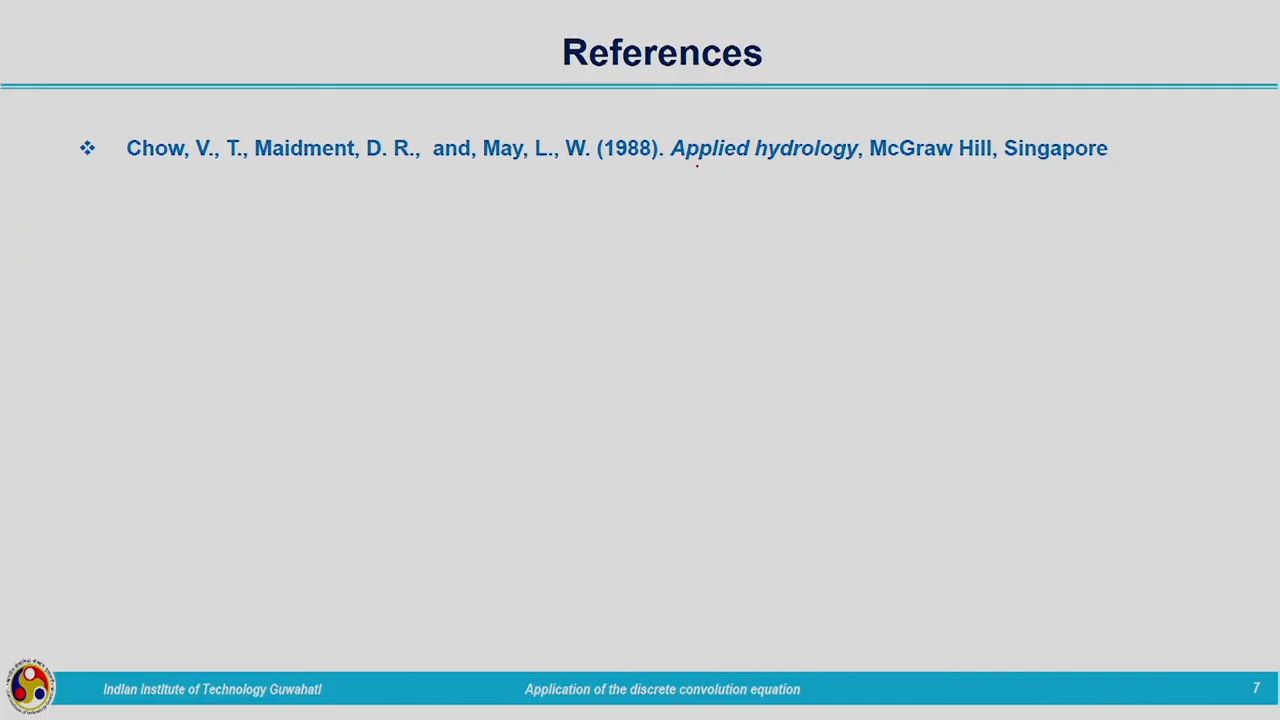 References
❖ Chow, V., T., Maidment, D. R., and, May, L., W. (1988). Applied hydrology, McGraw Hill, Singapore
Indian Institute of Technology Guwahati
Application of the discrete convolution equation
7